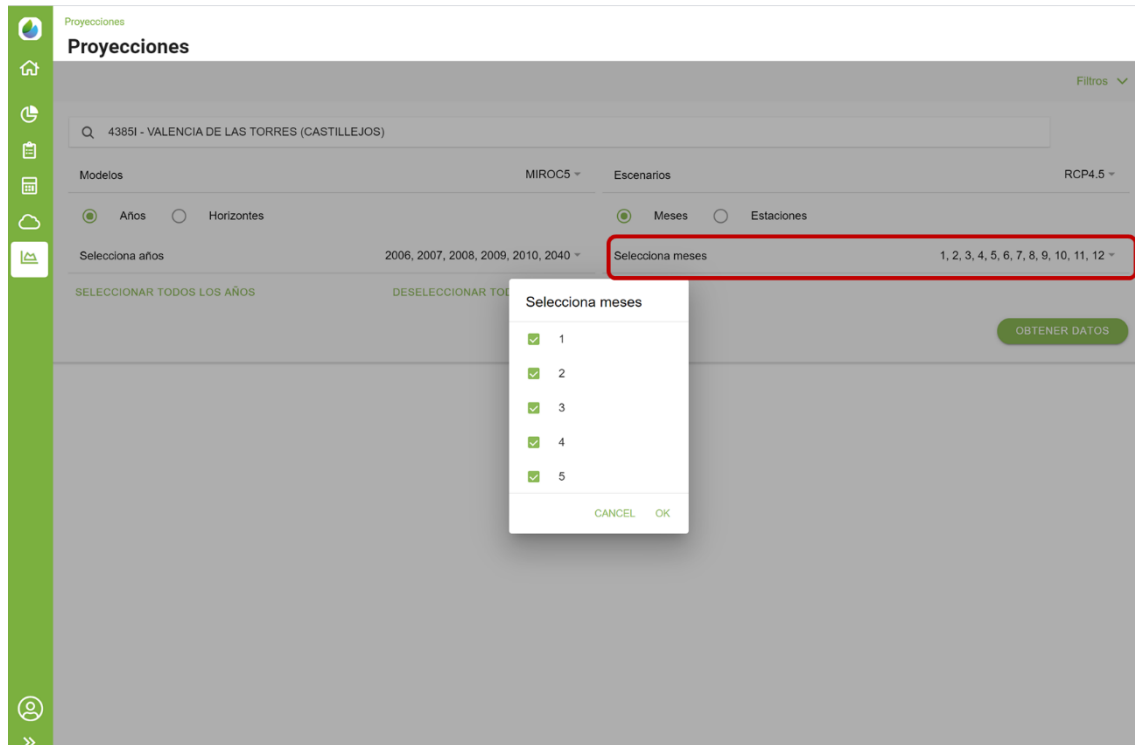 Proyecciones
Proyecciones
Filtros
4385I - VALENCIA DE LAS TORRES (CASTILLEJOS)
Modelos
MIROC5
Escenarios
RCP4.5
Años
Horizontes
Meses
Estaciones
Selecciona años
2006, 2007, 2008, 2009, 2010, 2040
Selecciona meses
1, 2, 3, 4, 5, 6, 7, 8, 9, 10, 11, 12
SELECCIONAR TODOS LOS AÑOS
DESELECCIONAR
OBTENER DATOS
Selecciona meses
1
2
3
4
5
CANCEL
OK